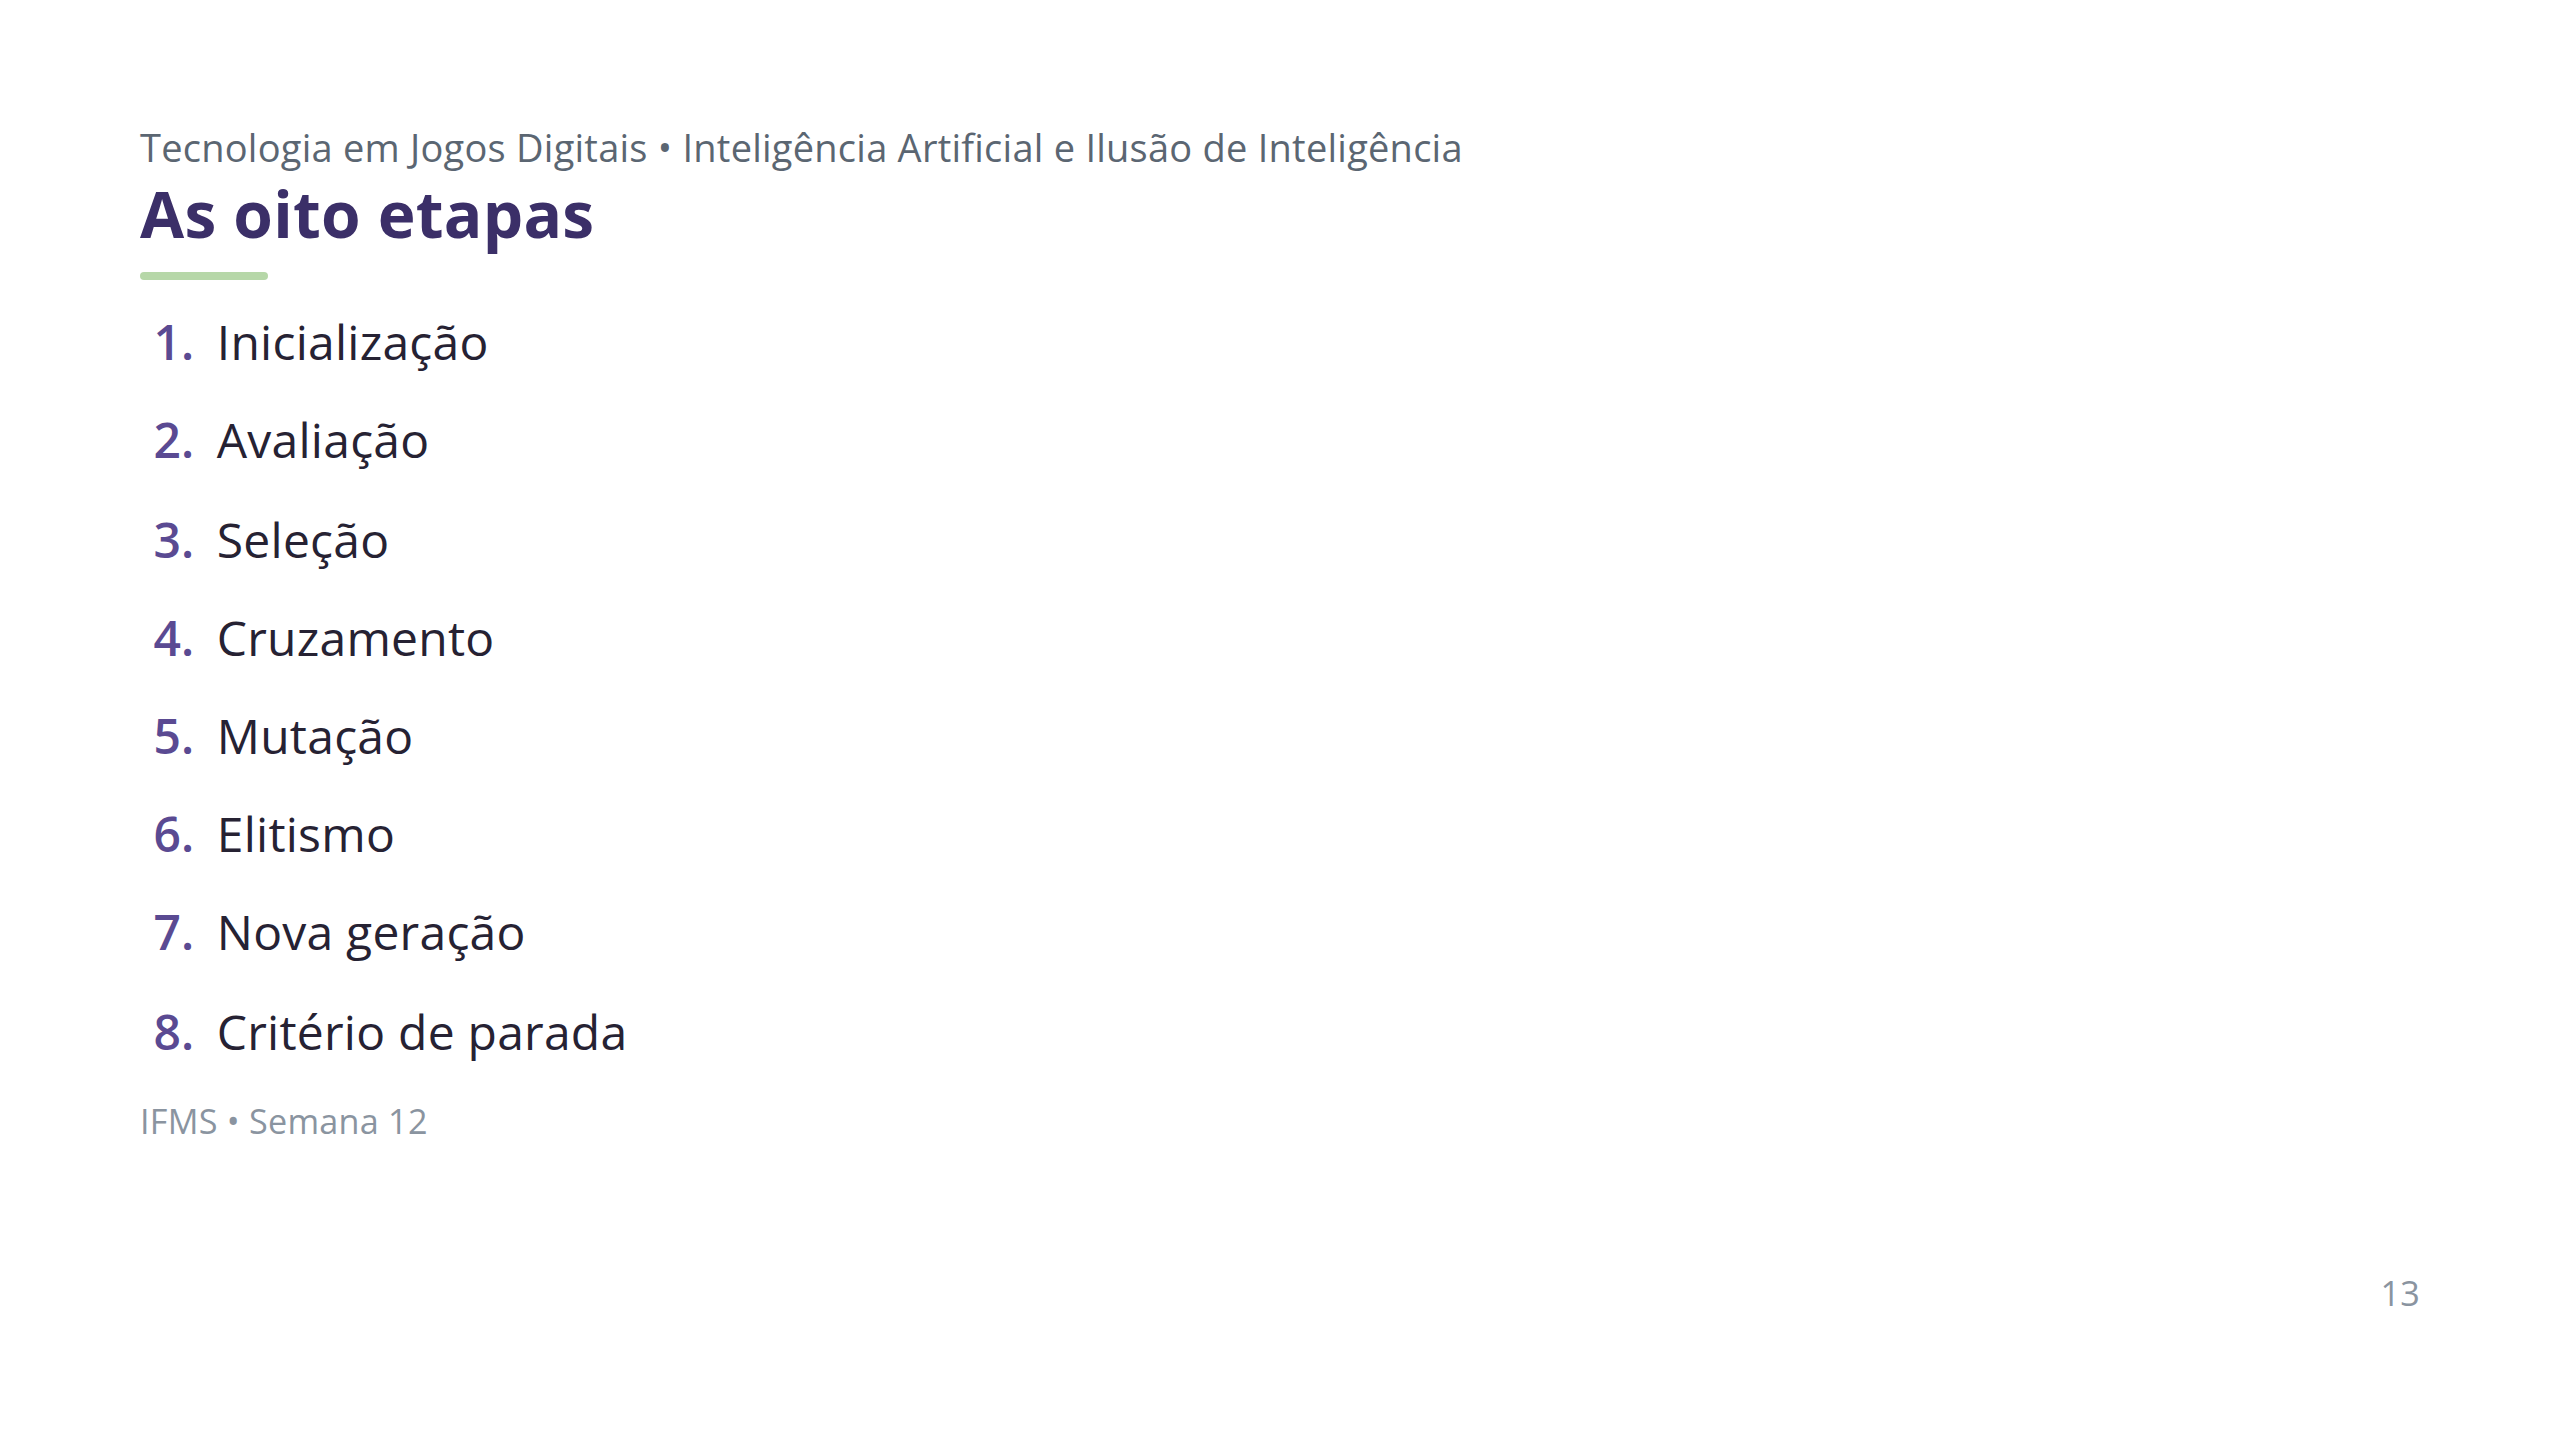 Tecnologia em Jogos Digitais • Inteligência Artificial e Ilusão de Inteligência
As oito etapas
1. Inicialização
2. Avaliação
3. Seleção
4. Cruzamento
5. Mutação
6. Elitismo
7. Nova geração
8. Critério de parada
IFMS • Semana 12
13